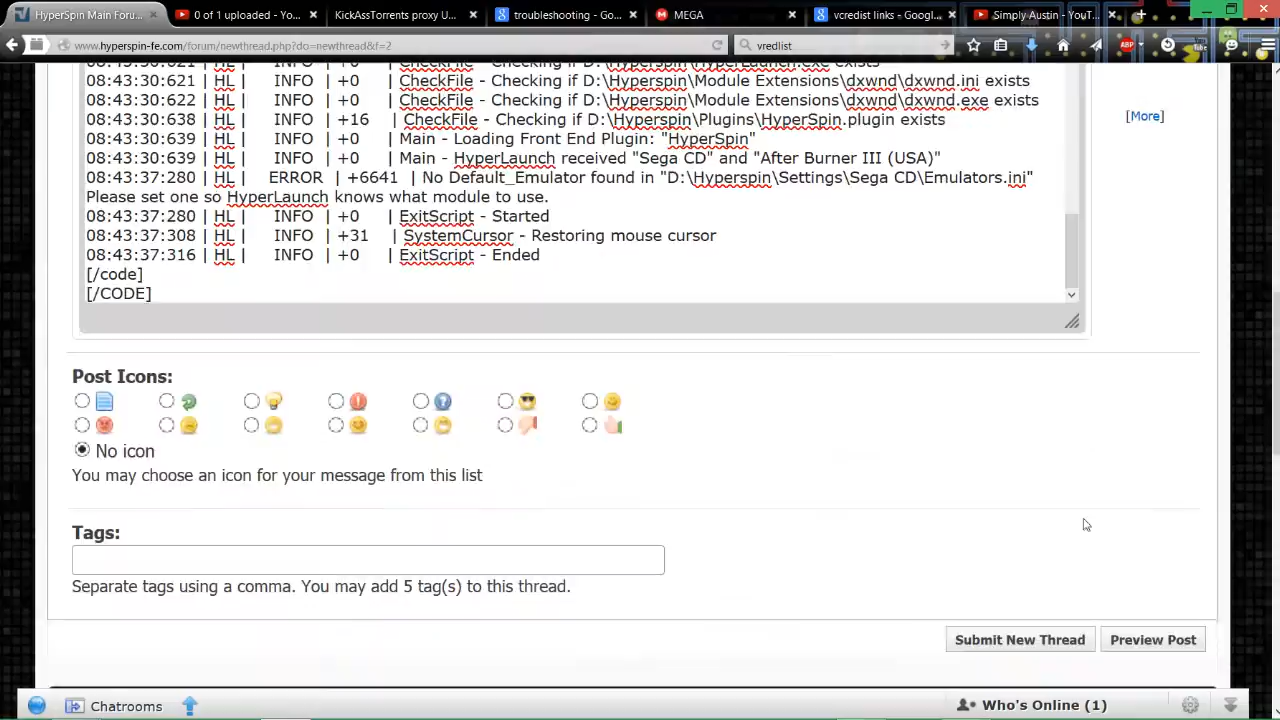 HyperSpin Main Forum...
0 of 1 uploaded - Yo...
KickAssTorrents proxy U...
troubleshooting - Go...
MEGA
vcredist links - Googl...
Simply Austin - YouT...
www.hyperspin-fe.com/forum/newthread.php?do=newthread&f=2
vredlist
ABP
08:43:30:621 | HL | INFO | +0 | CheckFile - Checking if D:\Hyperspin\Module Extensions\dxwnd\dxwnd.ini exists
08:43:30:622 | HL | INFO | +0 | CheckFile - Checking if D:\Hyperspin\Module Extensions\dxwnd\dxwnd.exe exists
08:43:30:638 | HL | INFO | +16 | CheckFile - Checking if D:\Hyperspin\Plugins\HyperSpin.plugin exists
08:43:30:639 | HL | INFO | +0 | Main - Loading Front End Plugin: "HyperSpin"
08:43:30:639 | HL | INFO | +0 | Main - HyperLaunch received "Sega CD" and "After Burner III (USA)"
08:43:37:280 | HL | ERROR | +6641 | No Default_Emulator found in "D:\Hyperspin\Settings\Sega CD\Emulators.ini"
Please set one so HyperLaunch knows what module to use.
08:43:37:280 | HL | INFO | +0 | ExitScript - Started
08:43:37:308 | HL | INFO | +31 | SystemCursor - Restoring mouse cursor
08:43:37:316 | HL | INFO | +0 | ExitScript - Ended
[/code]
[/CODE]
[More]
Post Icons:
No icon
You may choose an icon for your message from this list
Tags:
Separate tags using a comma. You may add 5 tag(s) to this thread.
Submit New Thread
Preview Post
Chatrooms
Who's Online (1)